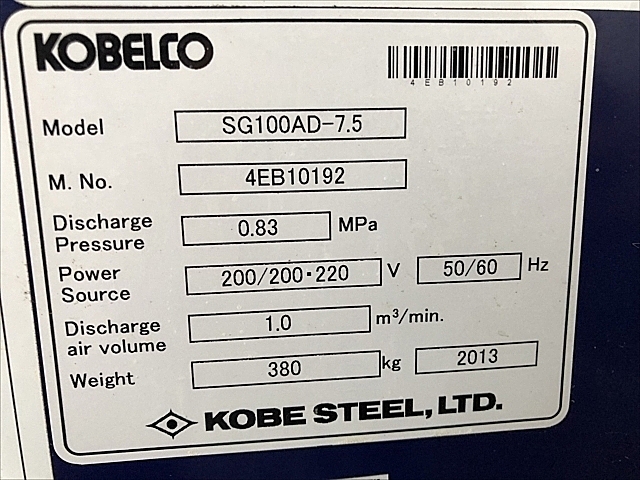 KOBELCO
4EB10192
Model SG100AD-7.5
M. No. 4EB10192
Discharge Pressure 0.83 MPa
Power Source 200/200・220 V 50/60 Hz
Discharge air volume 1.0 m³/min.
Weight 380 kg 2013
KOBE STEEL, LTD.